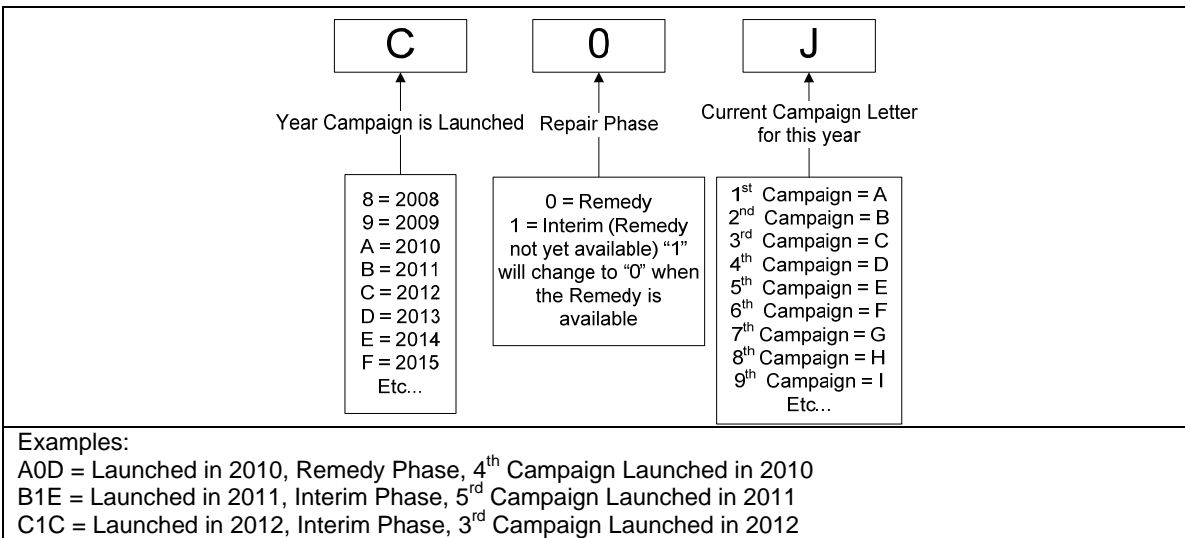 C
0
J
Year Campaign is Launched
Repair Phase
Current Campaign Letter
for this year
8 = 2008
9 = 2009
A = 2010
B = 2011
C = 2012
D = 2013
E = 2014
F = 2015
Etc...
0 = Remedy
1 = Interim (Remedy
not yet available) “1”
will change to “0” when
the Remedy is
available
1st Campaign = A
2nd Campaign = B
3rd Campaign = C
4th Campaign = D
5th Campaign = E
6th Campaign = F
7th Campaign = G
8th Campaign = H
9th Campaign = I
Etc...
Examples:
A0D = Launched in 2010, Remedy Phase, 4th Campaign Launched in 2010
B1E = Launched in 2011, Interim Phase, 5rd Campaign Launched in 2011
C1C = Launched in 2012, Interim Phase, 3rd Campaign Launched in 2012